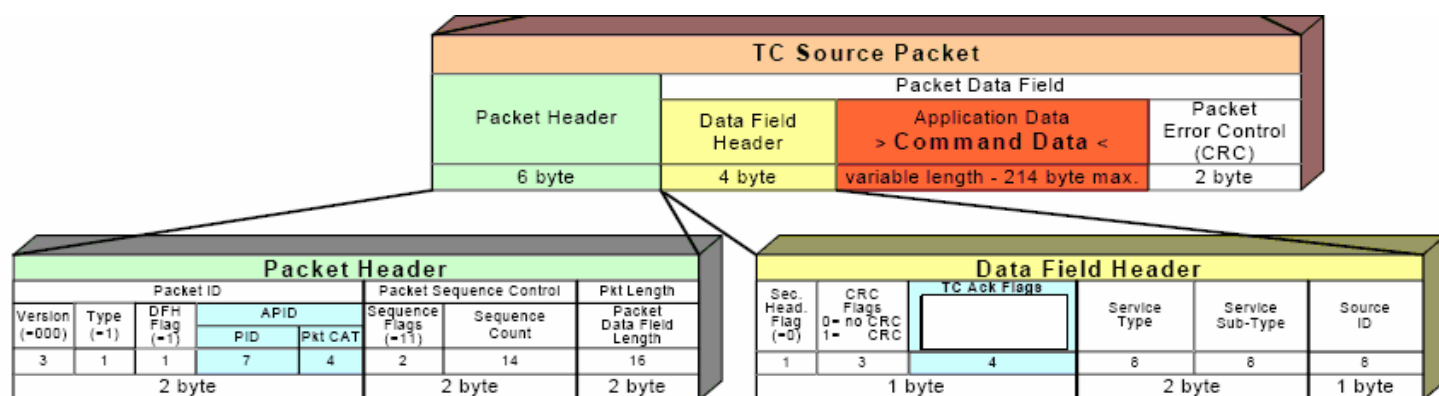 TC Source Packet
Packet Data Field
Packet Header
Data Field
Header
Application Data
> Command Data <
Packet
Error Control
(CRC)
6 byte
4 byte
variable length - 214 byte max.
2 byte
Packet Header
Packet ID
Packet Sequence Control
Pkt Length
Version
(=000)
Type
(=1)
DFH
Flag
(=1)
APID
PID
Pkt CAT
Sequence
Flags
(=11)
Sequence
Count
Packet
Data Field
Length
3
1
1
7
4
2
14
16
2 byte
2 byte
2 byte
Data Field Header
Sec.
Head.
Flag
(=0)
CRC
Flags
0= no CRC
1= CRC
TC Ack Flags
Service
Type
Service
Sub-Type
Source
ID
1
3
4
8
8
8
1 byte
2 byte
1 byte